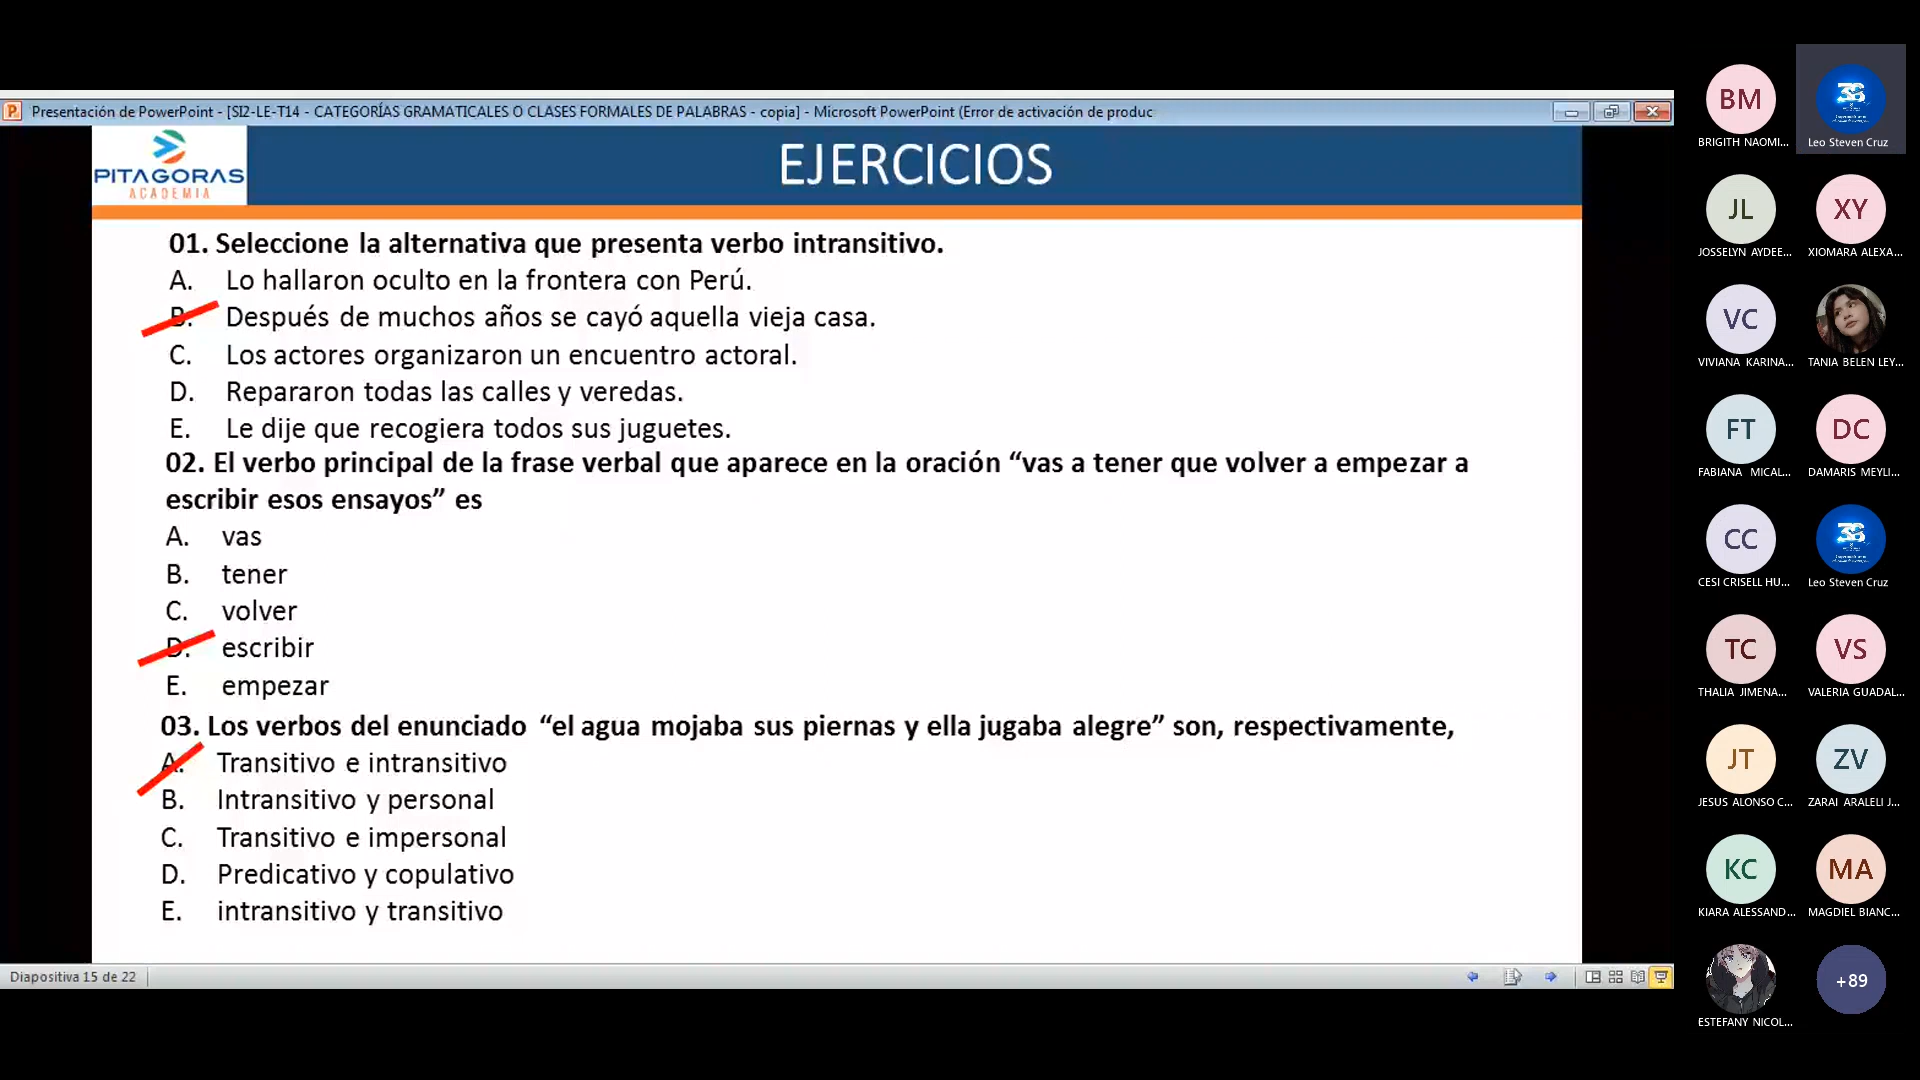 Presentación de PowerPoint - [SI2-LE-T14 - CATEGORÍAS GRAMATICALES O CLASES FORMALES DE PALABRAS - copia] - Microsoft PowerPoint (Error de activación de produc
PITAGORAS
ACADEMIA
EJERCICIOS
01. Seleccione la alternativa que presenta verbo intransitivo.
A. Lo hallaron oculto en la frontera con Perú.
B. Después de muchos años se cayó aquella vieja casa.
C. Los actores organizaron un encuentro actoral.
D. Repararon todas las calles y veredas.
E. Le dije que recogiera todos sus juguetes.
02. El verbo principal de la frase verbal que aparece en la oración “vas a tener que volver a empezar a
escribir esos ensayos” es
A. vas
B. tener
C. volver
D. escribir
E. empezar
03. Los verbos del enunciado “el agua mojaba sus piernas y ella jugaba alegre” son, respectivamente,
A. Transitivo e intransitivo
B. Intransitivo y personal
C. Transitivo e impersonal
D. Predicativo y copulativo
E. intransitivo y transitivo
Diapositiva 15 de 22
BM
BRIGITH NAOMI...
38
Leo Steven Cruz
JL
JOSSELYN AYDEE...
XY
XIOMARA ALEXA...
VC
VIVIANA KARINA...
TANIA BELEN LEY...
FT
FABIANA MICAL...
DC
DAMARIS MEYLI...
CC
CESI CRISELL HU...
38
Leo Steven Cruz
TC
THALIA JIMENA...
VS
VALERIA GUADAL...
JT
JESUS ALONSO C...
ZV
ZARAI ARALELI J...
KC
KIARA ALESSAND...
MA
MAGDIEL BIANC...
ESTEFANY NICOL...
+89